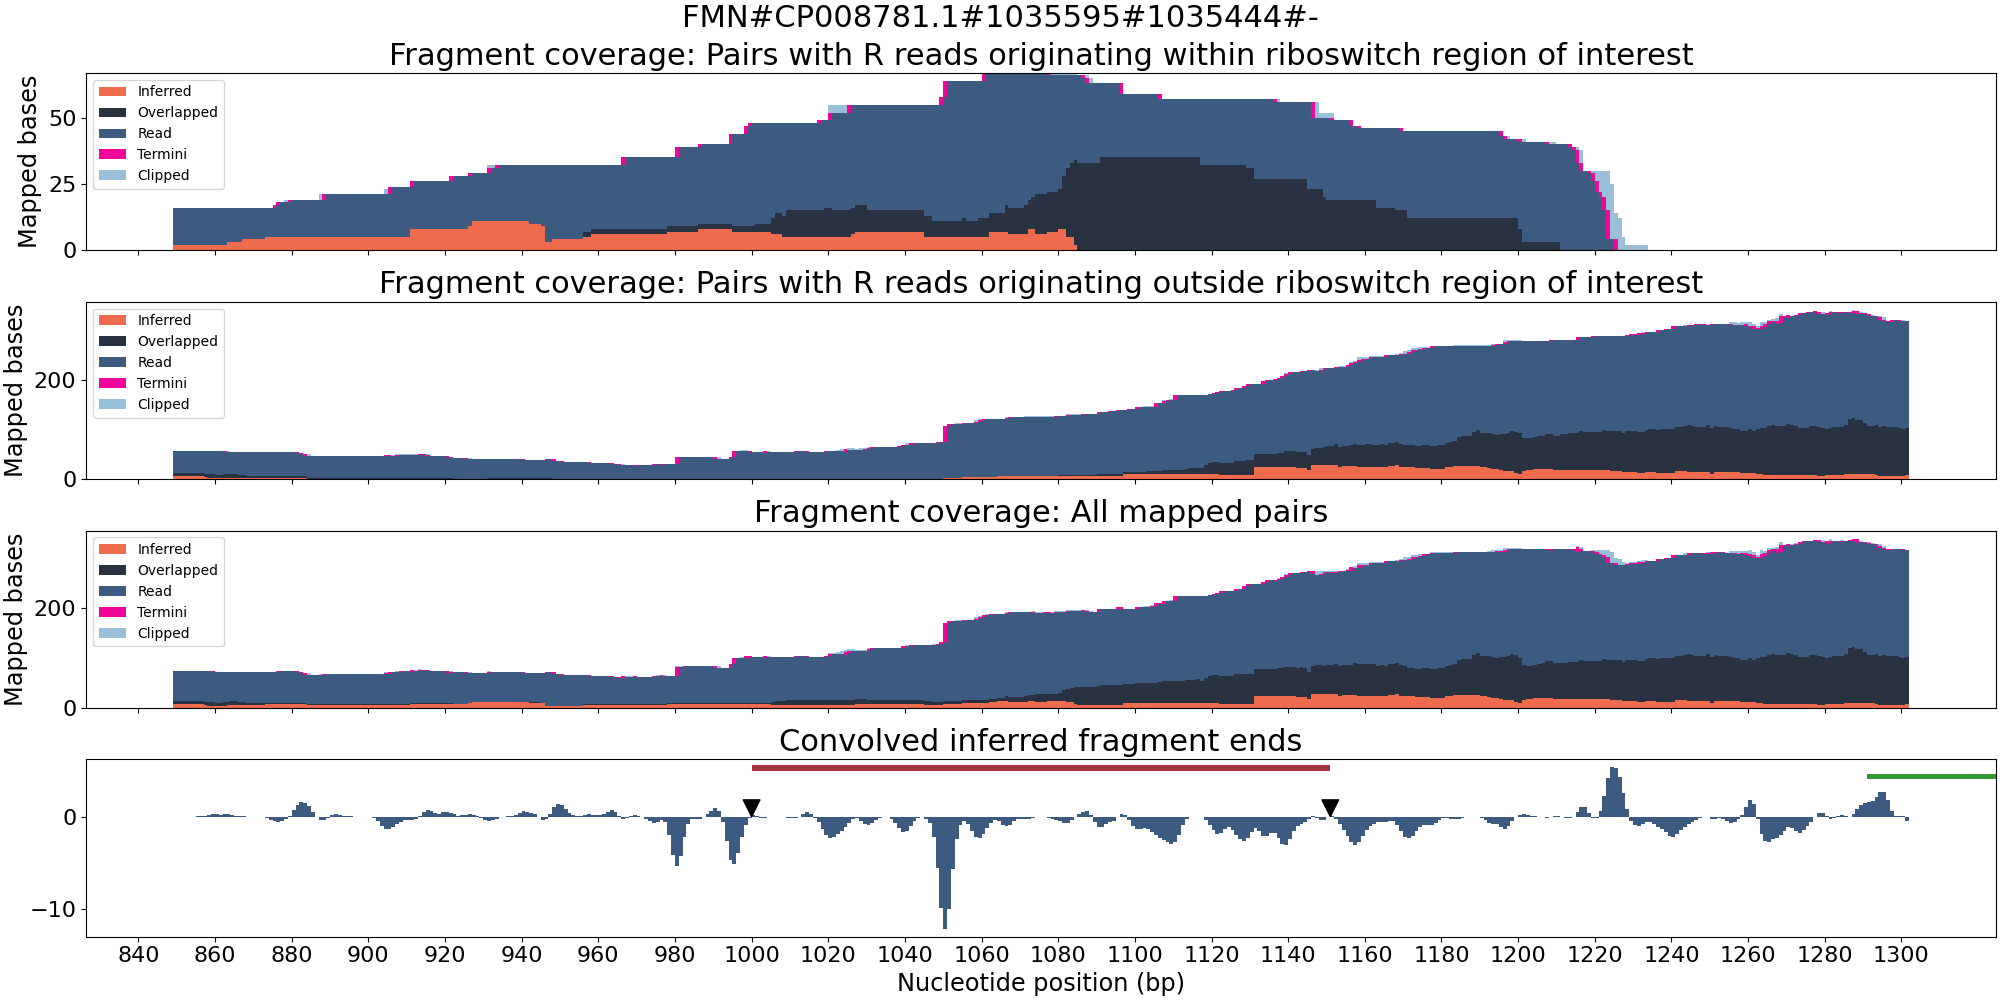 FMN#CP008781.1#1035595#1035444#-
Fragment coverage: Pairs with R reads originating within riboswitch region of interest
Mapped bases
50
25
0
Inferred
Overlapped
Read
Termini
Clipped
Fragment coverage: Pairs with R reads originating outside riboswitch region of interest
Mapped bases
200
0
Inferred
Overlapped
Read
Termini
Clipped
Fragment coverage: All mapped pairs
Mapped bases
200
0
Inferred
Overlapped
Read
Termini
Clipped
Convolved inferred fragment ends
0
−10
840 860 880 900 920 940 960 980 1000 1020 1040 1060 1080 1100 1120 1140 1160 1180 1200 1220 1240 1260 1280 1300
Nucleotide position (bp)